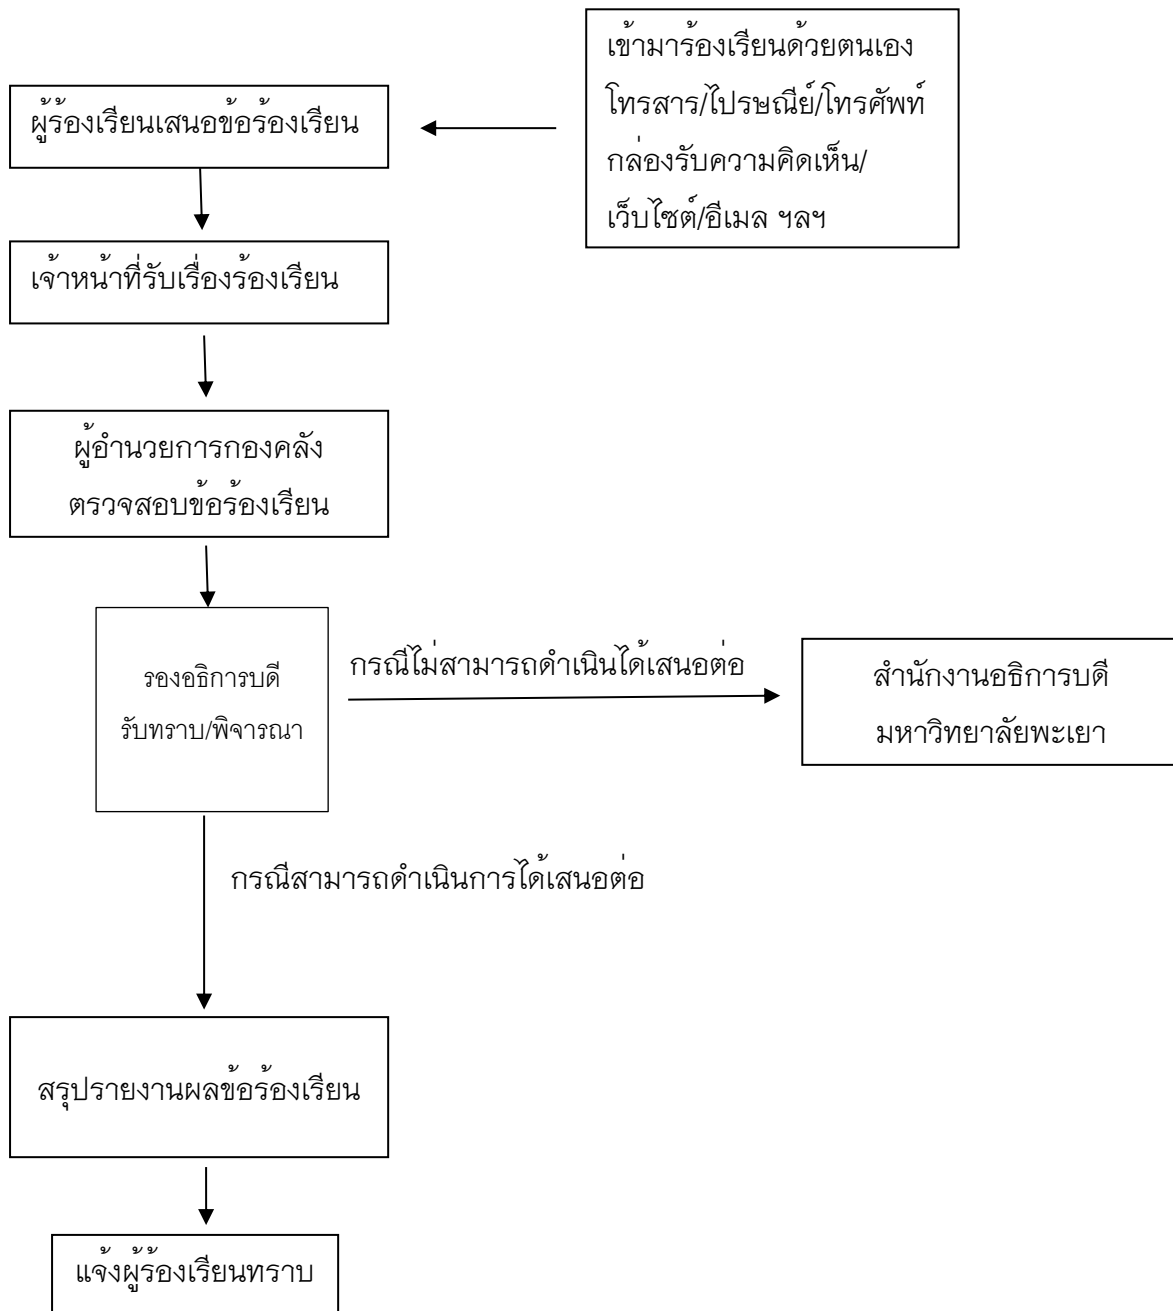 เข้ามาร้องเรียนด้วยตนเอง
โทรสาร/ไปรษณีย์/โทรศัพท์
กล่องรับความคิดเห็น/
เว็บไซต์/อีเมล ฯลฯ
ผู้ร้องเรียนเสนอข้อร้องเรียน
เจ้าหน้าที่รับเรื่องร้องเรียน
ผู้อำนวยการกองคลัง
ตรวจสอบข้อร้องเรียน
รองอธิการบดี
รับทราบ/พิจารณา
กรณีไม่สามารถดำเนินได้เสนอต่อ
สำนักงานอธิการบดี
มหาวิทยาลัยพะเยา
กรณีสามารถดำเนินการได้เสนอต่อ
สรุปรายงานผลข้อร้องเรียน
แจ้งผู้ร้องเรียนทราบ